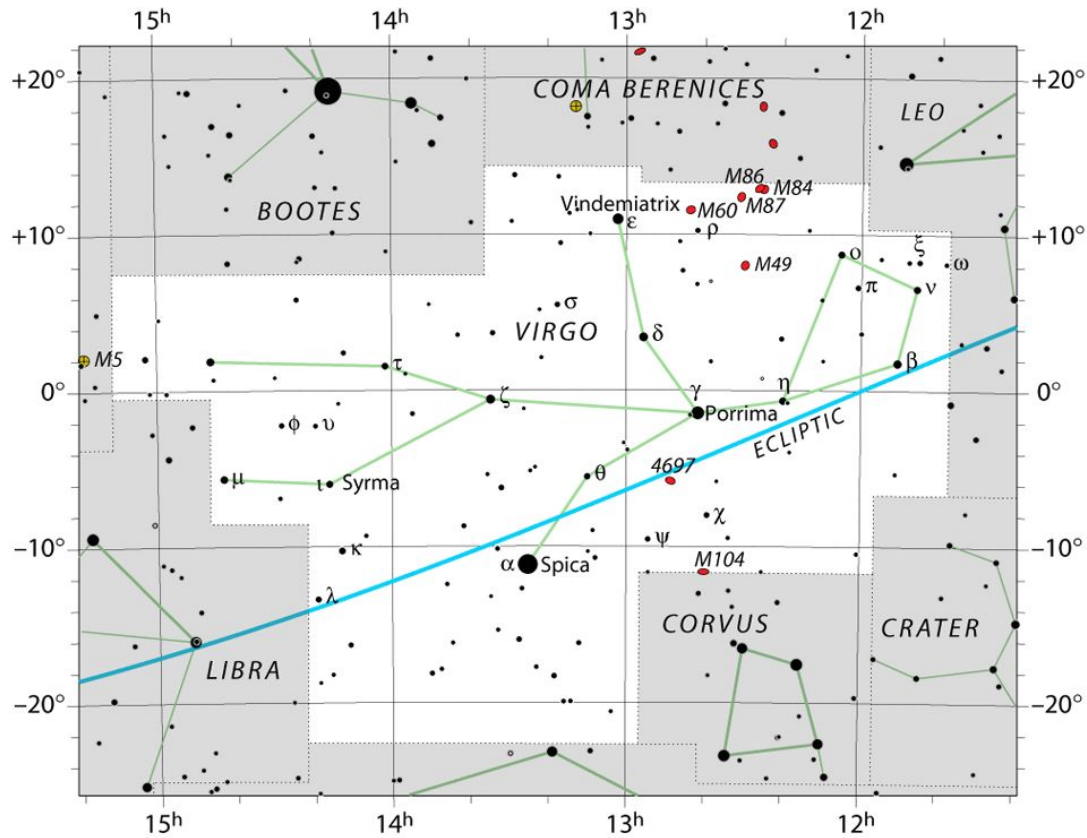 15h 14h 13h 12h
+20° COMA BERENICES +20°
LEO
M86 M84
BOOTES Vindemiatrix M60 M87
ε ρ
+10° +10°
M49 ο ξ ω
π ν
σ
VIRGO δ
M5 τ β
0° ζ γ η 0°
Porrima
ECLIPTIC
φ υ
μ ι Syrma θ 4697
χ
κ ψ
−10° α Spica M104 −10°
λ
CORVUS CRATER
LIBRA
−20° −20°
15h 14h 13h 12h